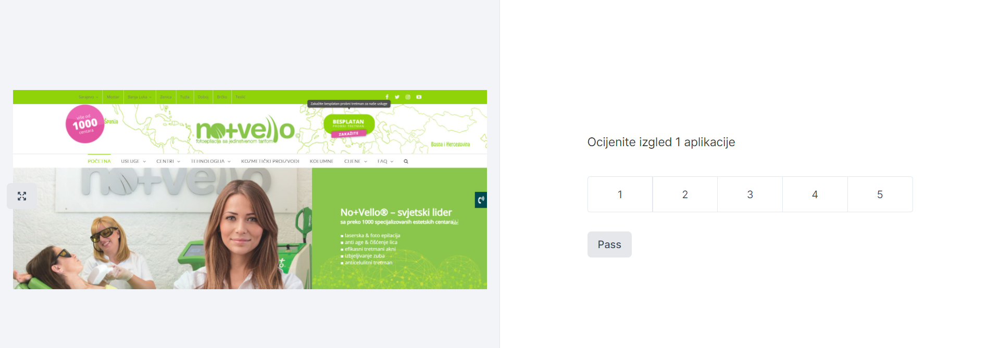 Sarajevo Mostar Banja Luka Zenica Tuzla Doboj Brčko Teslić
Zakažite besplatan probni tretman za naše usluge
više od
1000
centara
Španija
no+vello
fotoepilacija sa jedinstvenom tarifom
BESPLATAN
PROBNI TRETMAN
ZAKAŽITE
Bosna i Hercegovina
POČETNA USLUGE CENTRI TEHNOLOGIJA KOZMETIČKI PROIZVODI KOLUMNE CIJENE FAQ
no+vello
No+Vello® – svjetski lider
sa preko 1000 specijalizovanih estetskih centara
▪ laserska & foto epilacija
▪ anti age & čišćenje lica
▪ efikasni tretmani akni
▪ izbjeljivanje zuba
▪ anticelulitni tretman
Ocijenite izgled 1 aplikacije
1 2 3 4 5
Pass